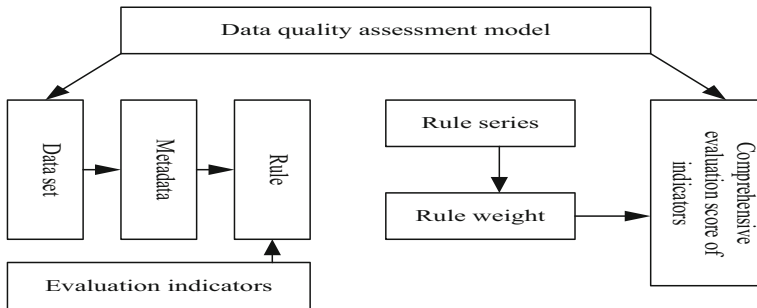 Data quality assessment model
Data set
Metadata
Rule
Rule series
Rule weight
Comprehensive
evaluation score of
indicators
Evaluation indicators